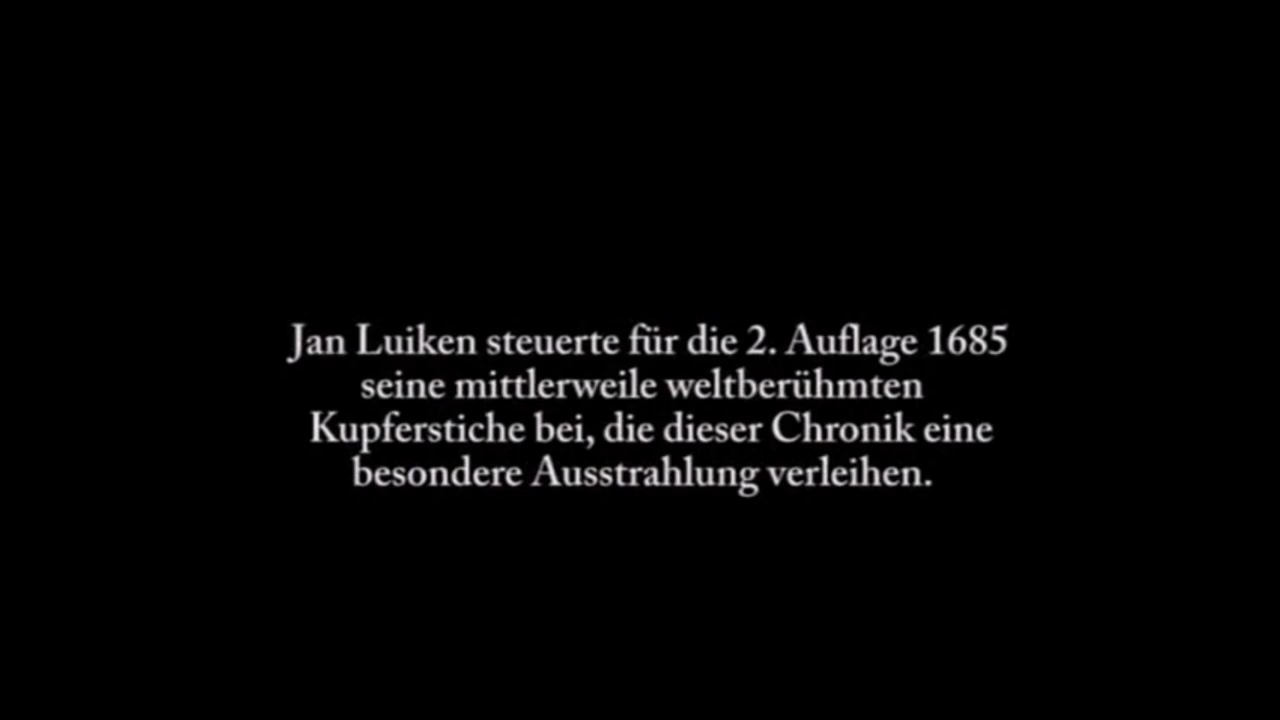 Jan Luiken steuerte für die 2. Auflage 1685
seine mittlerweile weltberühmten
Kupferstiche bei, die dieser Chronik eine
besondere Ausstrahlung verleihen.